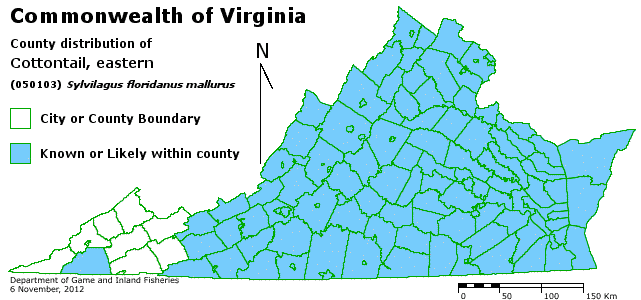 Commonwealth of Virginia
County distribution of
Cottontail, eastern
(050103) Sylvilagus floridanus mallurus
N
City or County Boundary
Known or Likely within county
Department of Game and Inland Fisheries
6 November, 2012
0 50 100 150 Km